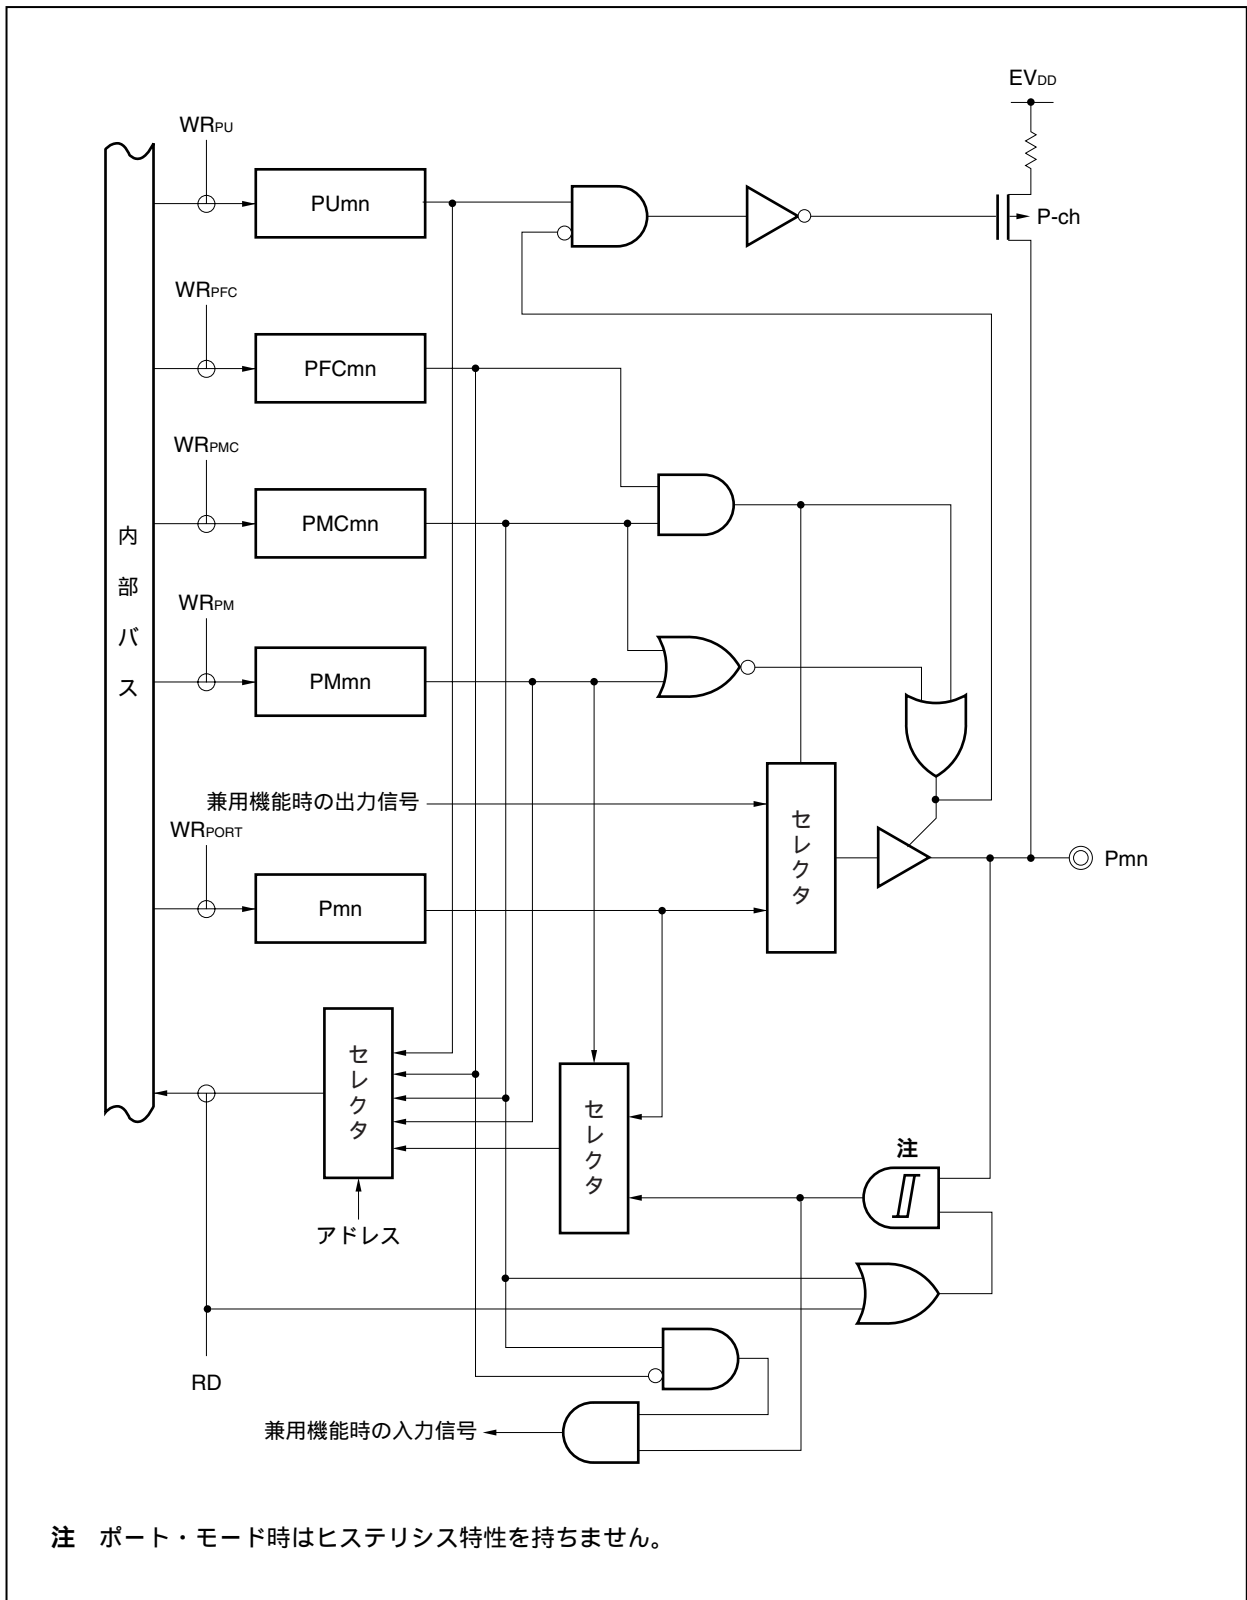 EVDD
WRPU
PUmn
P-ch
WRPFC
PFCmn
WRPMC
PMCmn
内部バス
WRPM
PMmn
兼用機能時の出力信号
セレクタ
WRPORT
Pmn
Pmn
セレクタ
セレクタ
注
アドレス
RD
兼用機能時の入力信号
注 ポート・モード時はヒステリシス特性を持ちません。